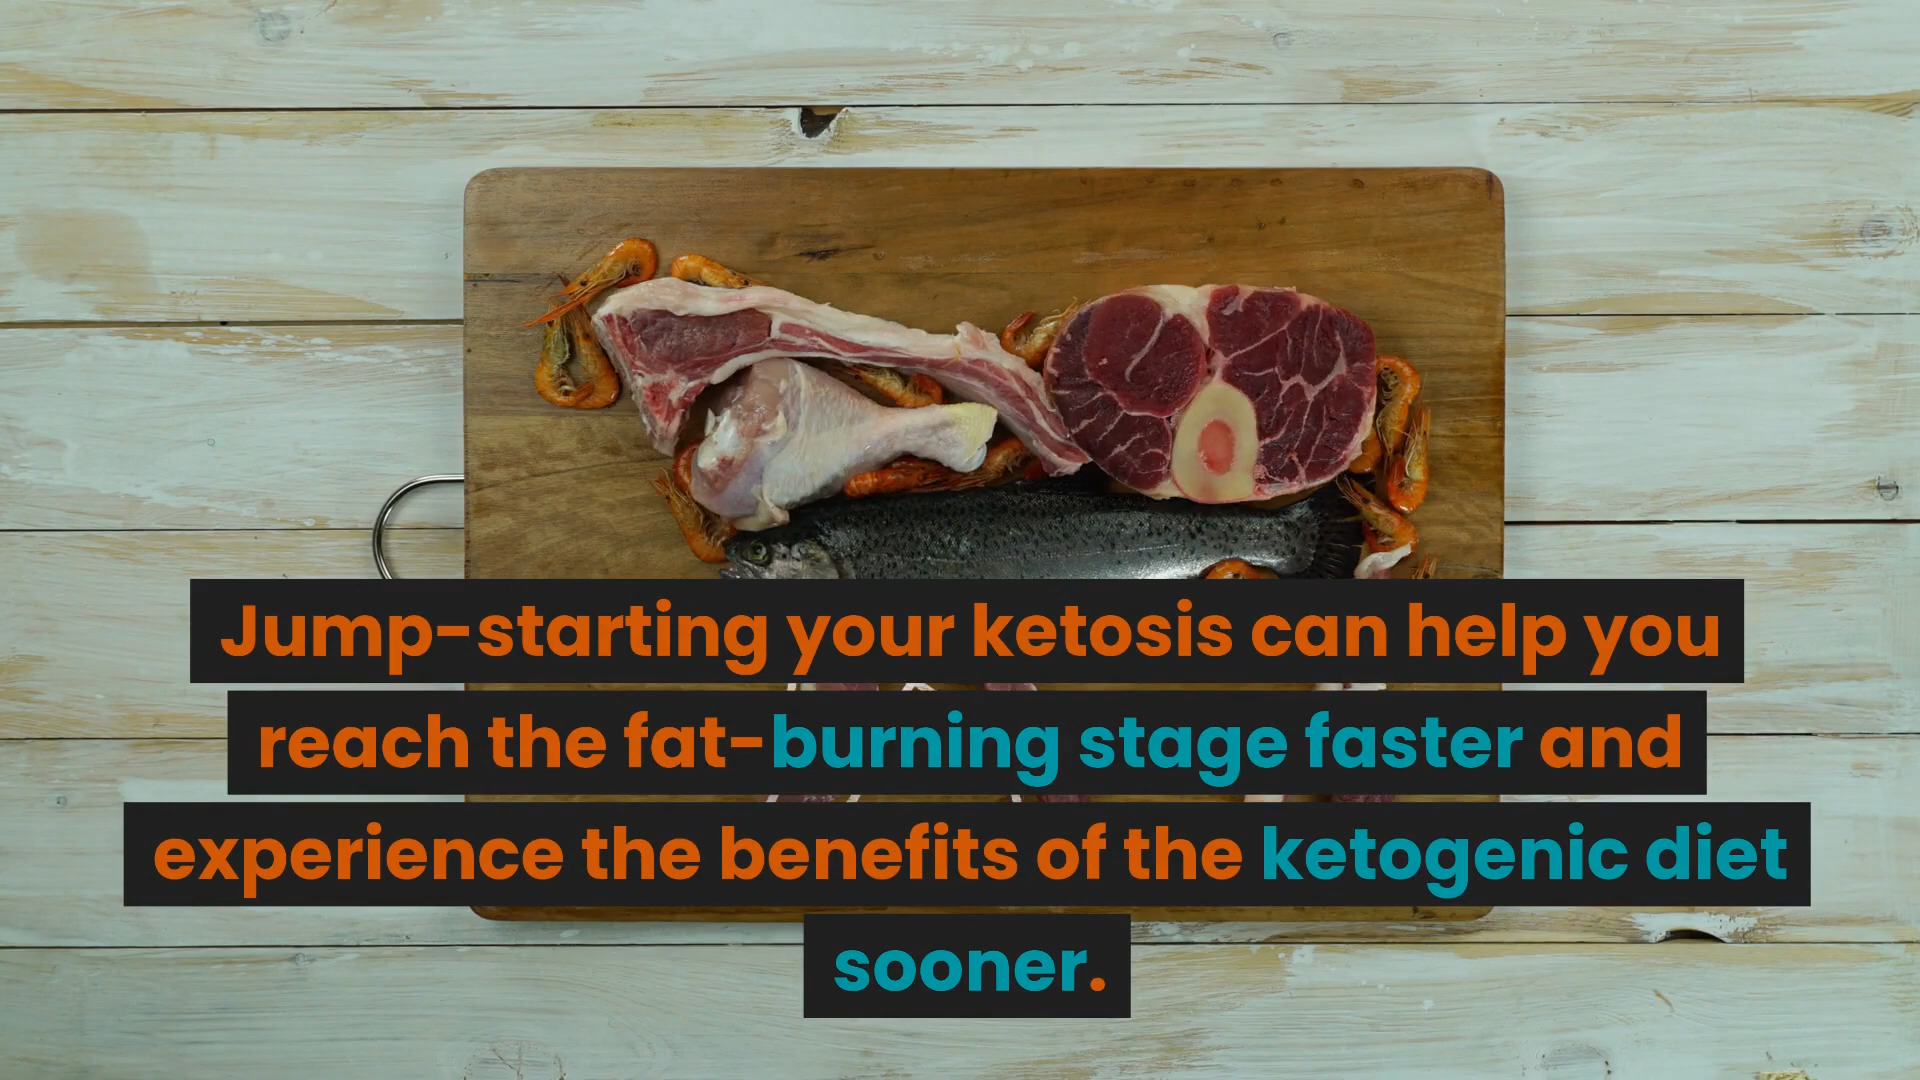 Jump-starting your ketosis can help you
reach the fat-burning stage faster and
experience the benefits of the ketogenic diet
sooner.